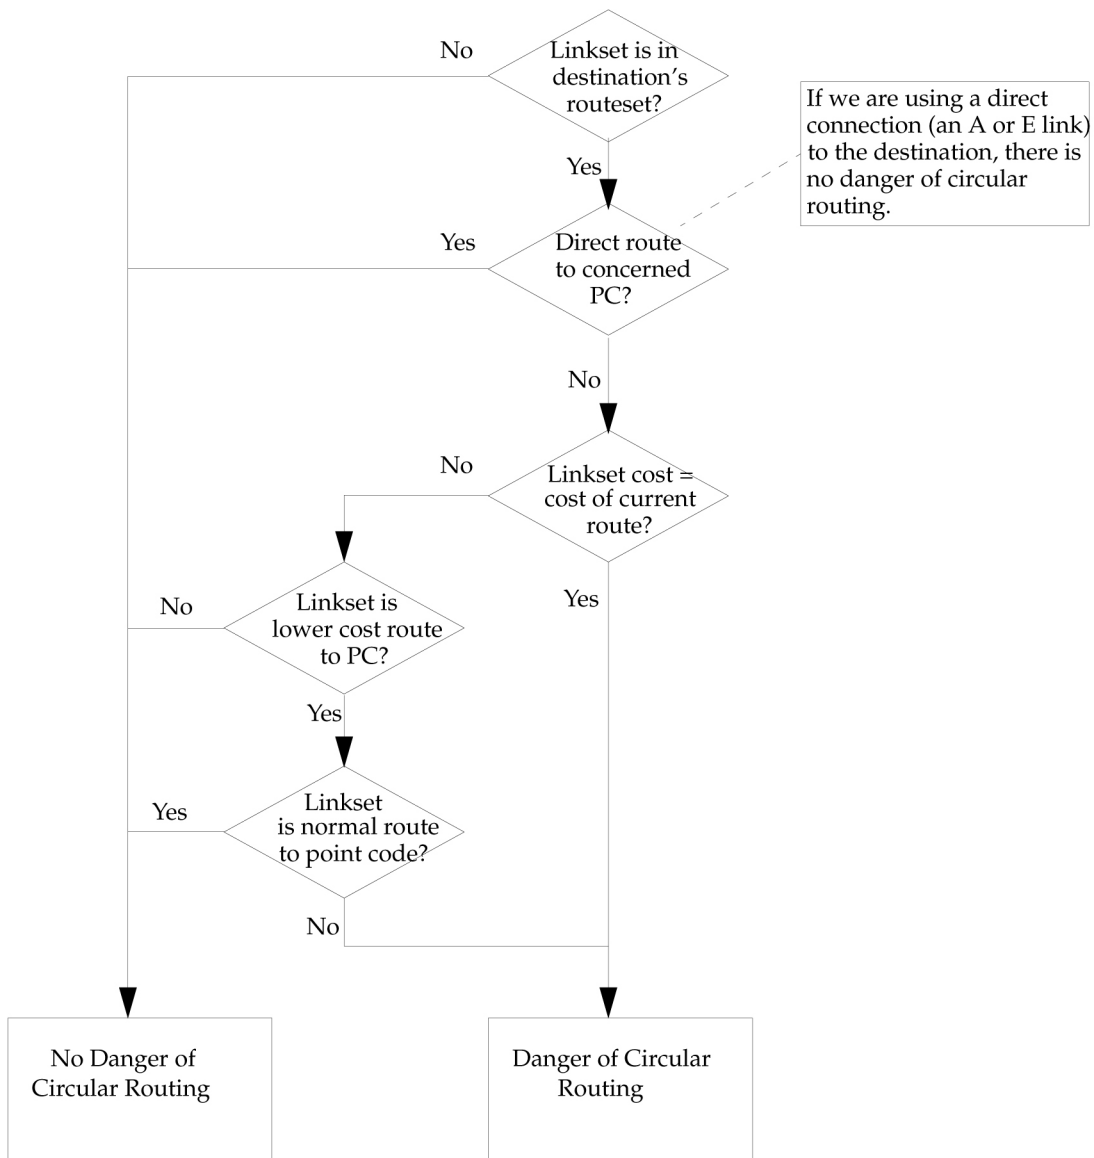 No
Linkset is in
destination's
routeset?
If we are using a direct
connection (an A or E link)
to the destination, there is
no danger of circular
routing.
Yes
Yes
Direct route
to concerned
PC?
No
No
Linkset cost =
cost of current
route?
Yes
No
Linkset is
lower cost route
to PC?
Yes
Yes
Linkset
is normal route
to point code?
No
No Danger of
Circular Routing
Danger of Circular
Routing